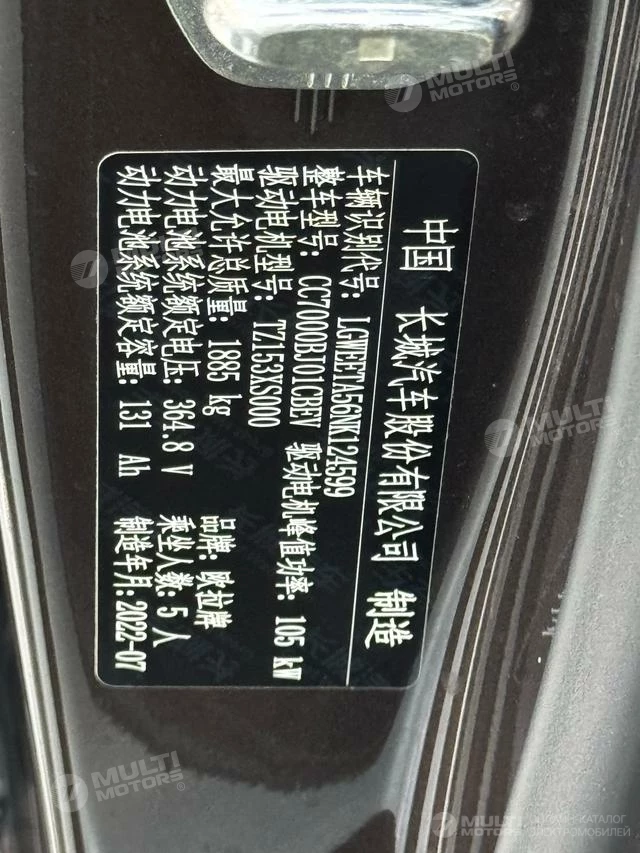 中国 长城汽车股份有限公司 制造
车辆识别代号: LGWEETA56NK124599
整车型号: CC7000BJ01CBEV 驱动电机峰值功率: 105 kW
驱动电机型号: TZ153XS000
最大允许总质量: 1885 kg 品牌: 欧拉牌
动力电池系统额定电压: 364.8 V 乘坐人数: 5 人
动力电池系统额定容量: 131 Ah 制造年月: 2022-07
MULTI MOTORS®
MULTI MOTORS®
MULTI MOTORS®
MULTI MOTORS®
MULTI MOTORS
ОНЛАЙН-КАТАЛОГ ЭЛЕКТРОМОБИЛЕЙ